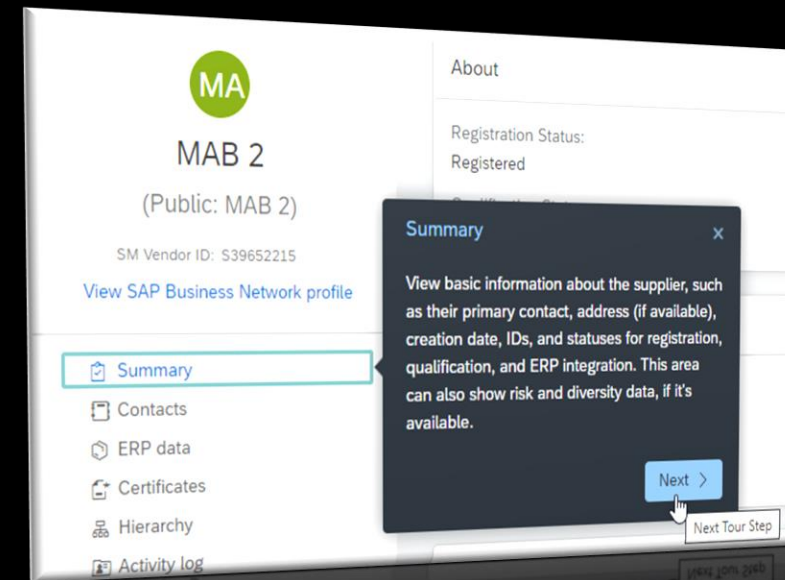 MA
MAB 2
(Public: MAB 2)
SM Vendor ID: S39652215
View SAP Business Network profile
Summary
Contacts
ERP data
Certificates
Hierarchy
Activity log
About
Registration Status:
Registered
Summary
View basic information about the supplier, such
as their primary contact, address (if available),
creation date, IDs, and statuses for registration,
qualification, and ERP integration. This area
can also show risk and diversity data, if it's
available.
Next
Next Tour Step